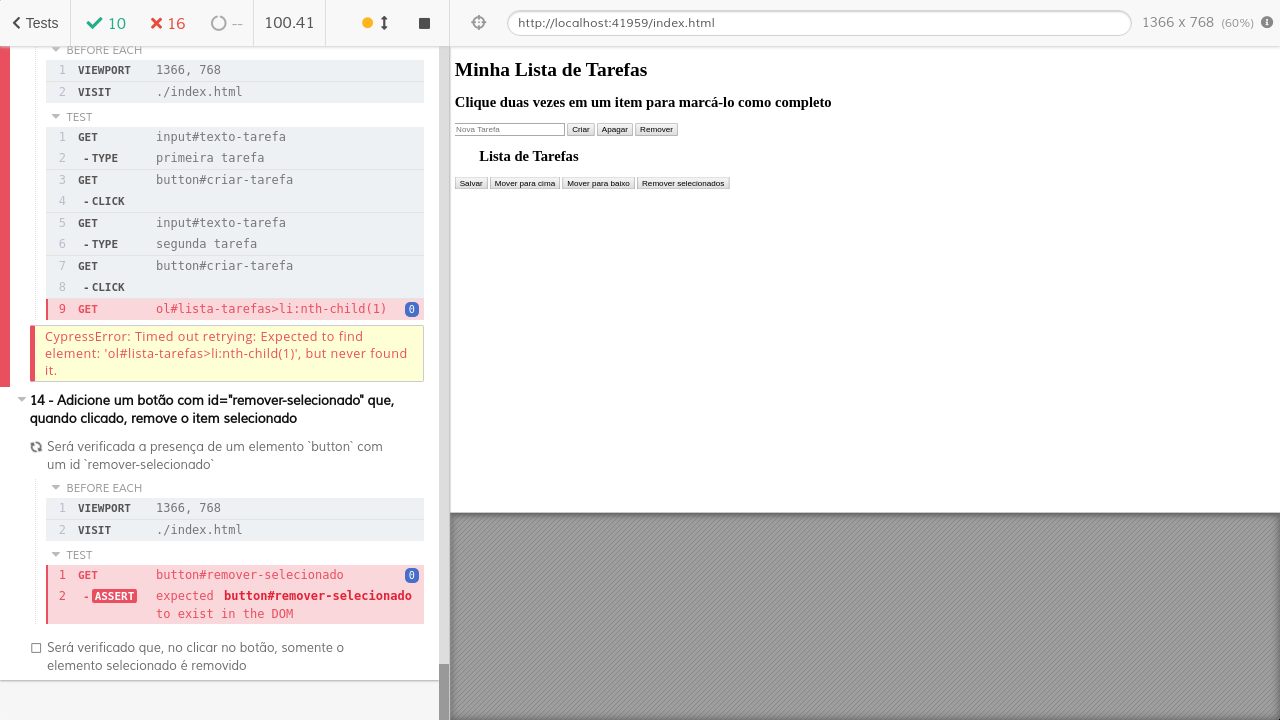 Tests 10 16 -- 100.41
http://localhost:41959/index.html 1366 x 768 (60%)
BEFORE EACH
1 VIEWPORT 1366, 768
2 VISIT ./index.html
TEST
1 GET input#texto-tarefa
2 - TYPE primeira tarefa
3 GET button#criar-tarefa
4 - CLICK
5 GET input#texto-tarefa
6 - TYPE segunda tarefa
7 GET button#criar-tarefa
8 - CLICK
9 GET ol#lista-tarefas>li:nth-child(1) 0
CypressError: Timed out retrying: Expected to find
element: 'ol#lista-tarefas>li:nth-child(1)', but never found
it.
14 - Adicione um botão com id="remover-selecionado" que,
quando clicado, remove o item selecionado
Será verificada a presença de um elemento `button` com
um id `remover-selecionado`
BEFORE EACH
1 VIEWPORT 1366, 768
2 VISIT ./index.html
TEST
1 GET button#remover-selecionado 0
2 - ASSERT expected button#remover-selecionado
to exist in the DOM
Será verificado que, no clicar no botão, somente o
elemento selecionado é removido
Minha Lista de Tarefas
Clique duas vezes em um item para marcá-lo como completo
Nova Tarefa Criar Apagar Remover
Lista de Tarefas
Salvar Mover para cima Mover para baixo Remover selecionados